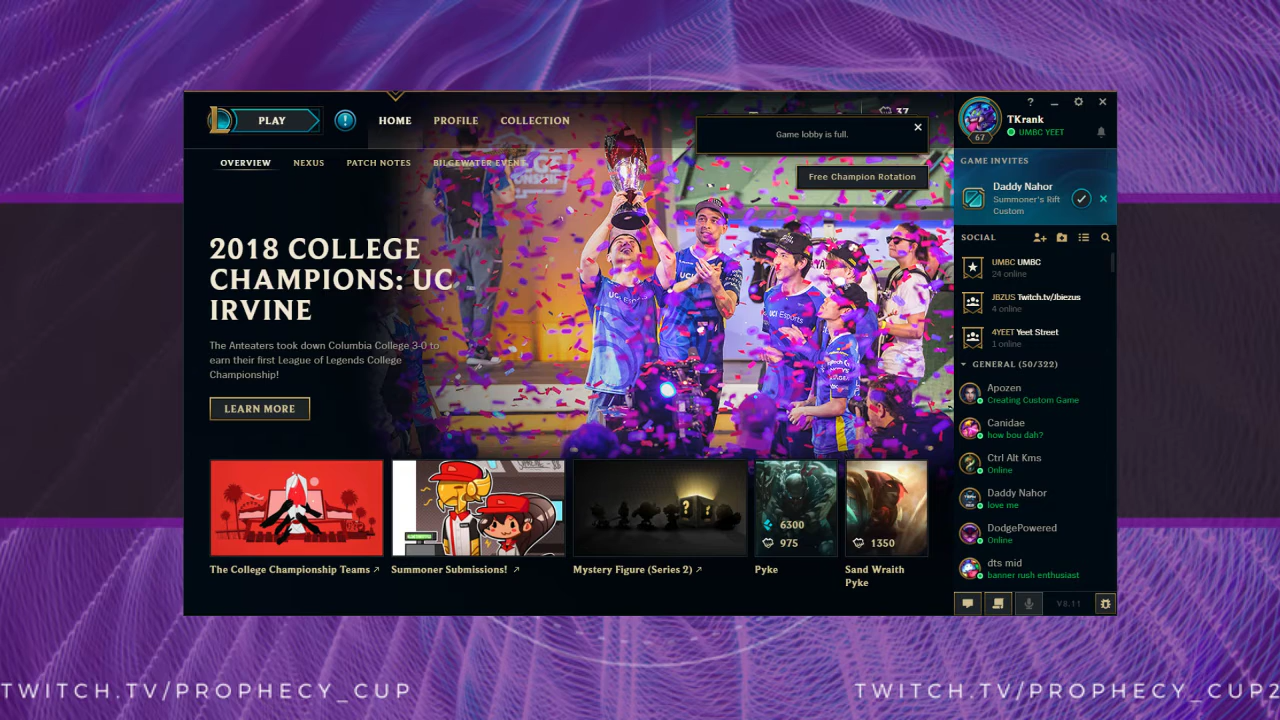 PLAY
HOME
PROFILE
COLLECTION
37
Game lobby is full.
OVERVIEW
NEXUS
PATCH NOTES
BILGEWATER EVENT
Free Champion Rotation
2018 COLLEGE
CHAMPIONS: UC
IRVINE
The Anteaters took down Columbia College 3-0 to
earn their first League of Legends College
Championship!
LEARN MORE
UCI Esports
The College Championship Teams
Summoner Submissions!
Mystery Figure (Series 2)
? ?
6300
975
Pyke
1350
Sand Wraith
Pyke
?
TKrank
UMBC YEET
67
GAME INVITES
Daddy Nahor
Summoner's Rift
Custom
SOCIAL
UMBC UMBC
24 online
JBZUS Twitch.tv/Jbiezus
4 online
4YEET Yeet Street
1 online
GENERAL (50/322)
Apozen
Creating Custom Game
Canidae
how bou dah?
Ctrl Alt Kms
Online
Daddy Nahor
love me
DodgePowered
Online
dts mid
banner rush enthusiast
V8.11
TWITCH.TV/PROPHECY_CUP
TWITCH.TV/PROPHECY_CUP2